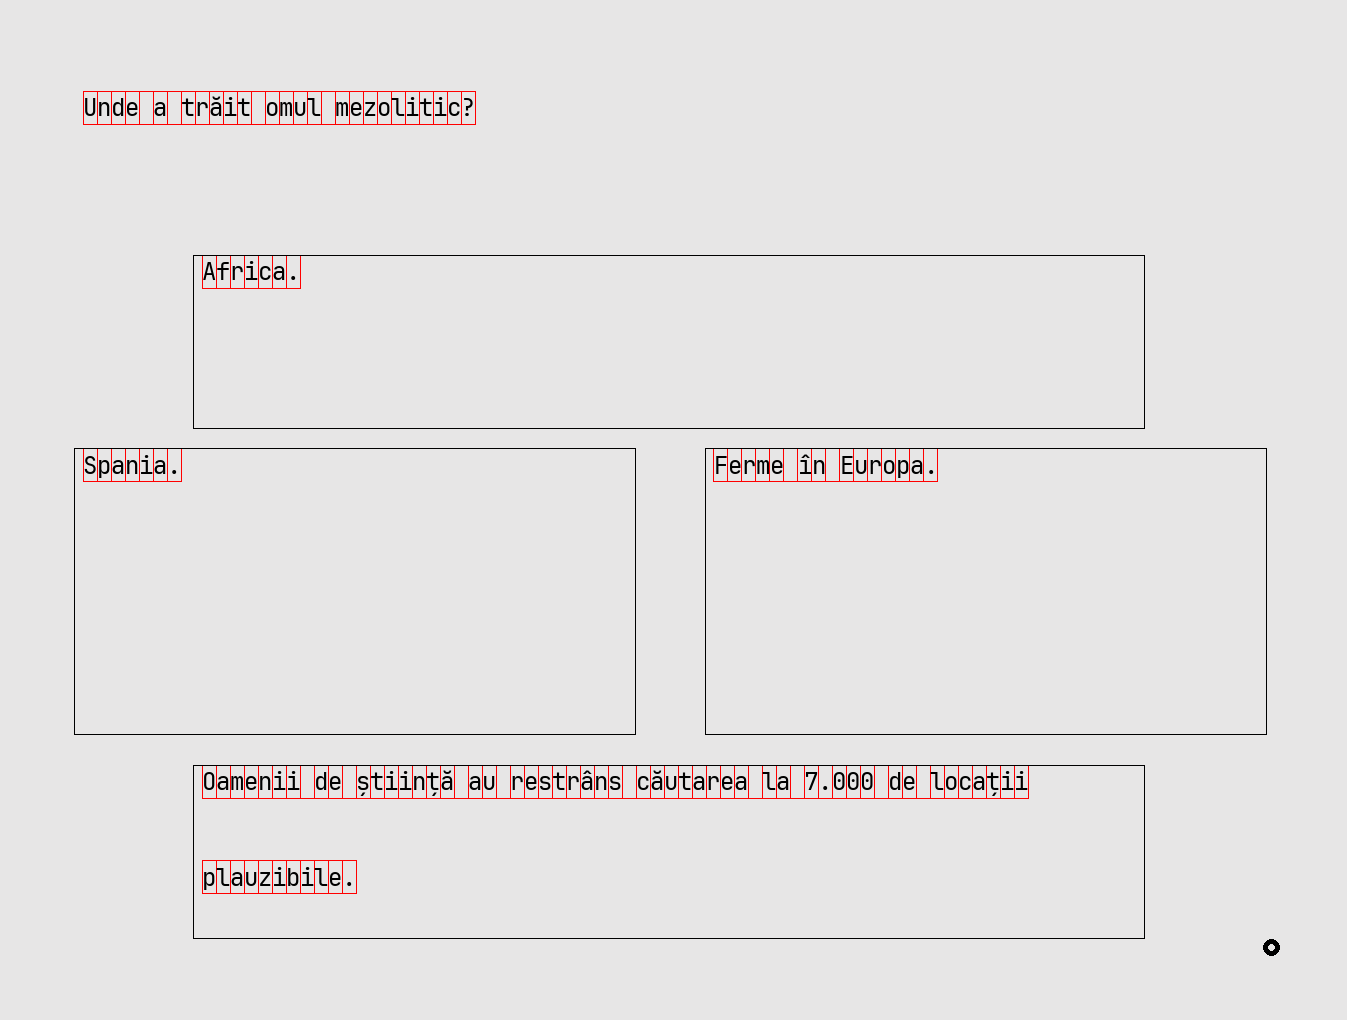 Unde a trăit omul mezolitic?
Africa.
Spania.
Ferme în Europa.
Oamenii de știință au restrâns căutarea la 7.000 de locații
plauzibile.